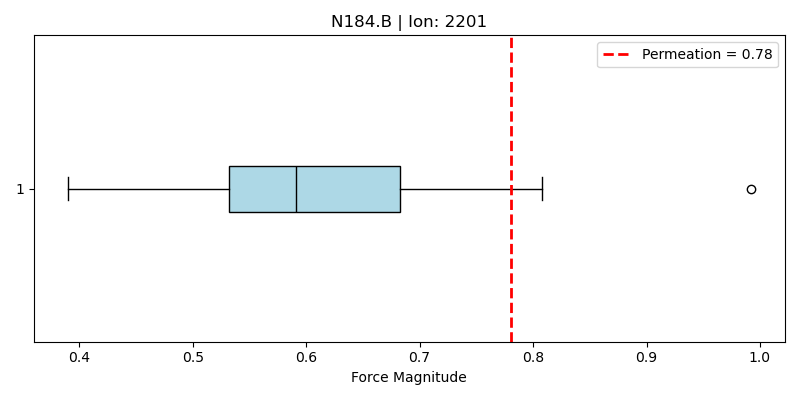 N184.B | Ion: 2201
Permeation = 0.78
1
0.4 0.5 0.6 0.7 0.8 0.9 1.0
Force Magnitude